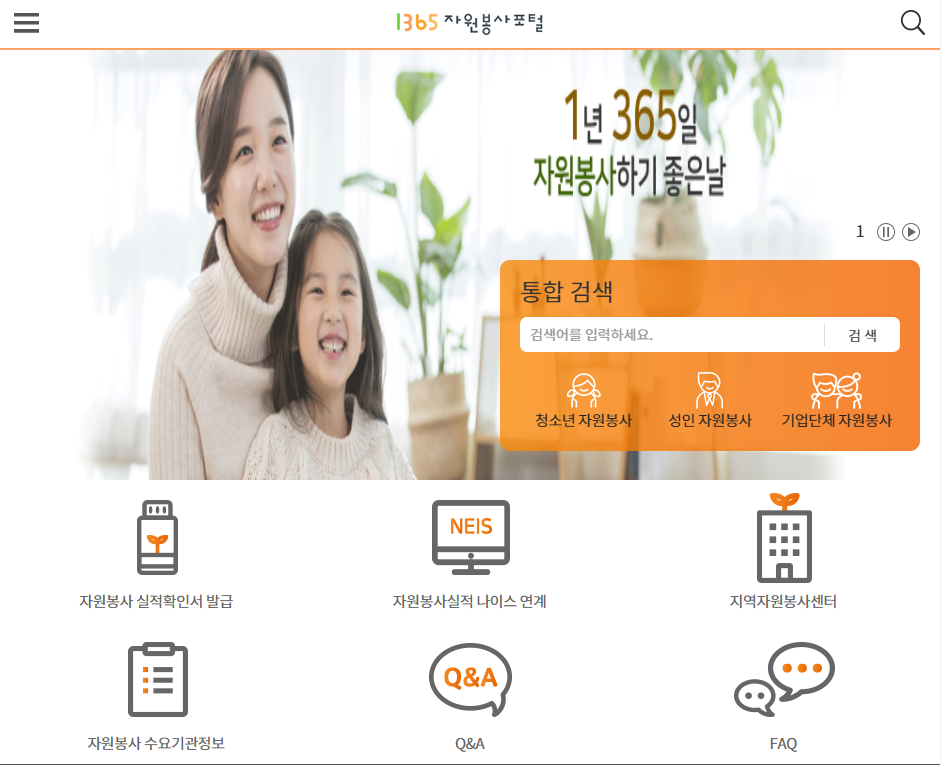 1365 자원봉사포털
1년 365일
자원봉사하기 좋은날
1
통합 검색
검색어를 입력하세요.
검 색
청소년 자원봉사
성인 자원봉사
기업단체 자원봉사
NEIS
자원봉사 실적확인서 발급
자원봉사실적 나이스 연계
지역자원봉사센터
Q&A
자원봉사 수요기관정보
Q&A
FAQ